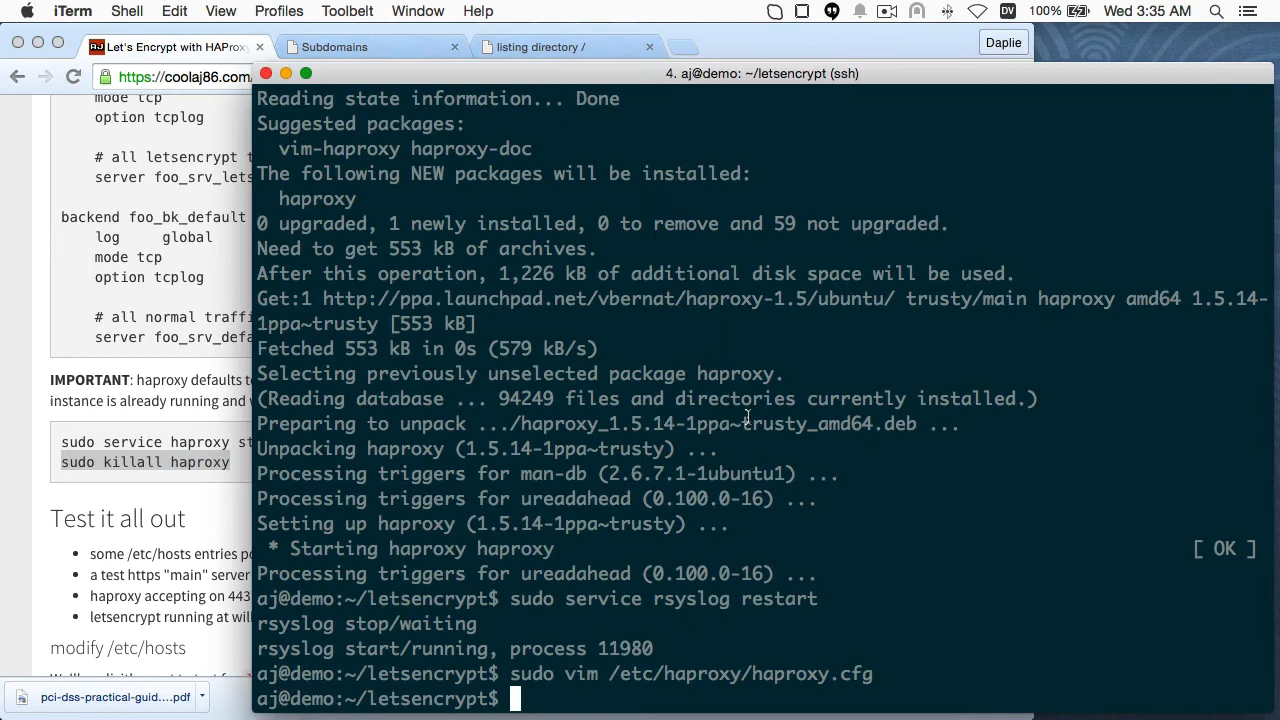 iTerm Shell Edit View Profiles Toolbelt Window Help 100% DV Wed 3:35 AM
Let's Encrypt with HAProxy
Subdomains
listing directory /
Daplie
https://coolaj86.com/
4. aj@demo: ~/letsencrypt (ssh)
mode tcp
option tcplog
# all letsencrypt t
server foo_srv_lets
backend foo_bk_default
log global
mode tcp
option tcplog
# all normal traffi
server foo_srv_defa
IMPORTANT: haproxy defaults to
instance is already running and w
sudo service haproxy st
sudo killall haproxy
Test it all out
some /etc/hosts entries po
a test https "main" server
haproxy accepting on 443
letsencrypt running at will
modify /etc/hosts
pci-dss-practical-guid....pdf
Reading state information... Done
Suggested packages:
vim-haproxy haproxy-doc
The following NEW packages will be installed:
haproxy
0 upgraded, 1 newly installed, 0 to remove and 59 not upgraded.
Need to get 553 kB of archives.
After this operation, 1,226 kB of additional disk space will be used.
Get:1 http://ppa.launchpad.net/vbernat/haproxy-1.5/ubuntu/ trusty/main haproxy amd64 1.5.14-
1ppa~trusty [553 kB]
Fetched 553 kB in 0s (579 kB/s)
Selecting previously unselected package haproxy.
(Reading database ... 94249 files and directories currently installed.)
Preparing to unpack .../haproxy_1.5.14-1ppa~trusty_amd64.deb ...
Unpacking haproxy (1.5.14-1ppa~trusty) ...
Processing triggers for man-db (2.6.7.1-1ubuntu1) ...
Processing triggers for ureadahead (0.100.0-16) ...
Setting up haproxy (1.5.14-1ppa~trusty) ...
* Starting haproxy haproxy [ OK ]
Processing triggers for ureadahead (0.100.0-16) ...
aj@demo:~/letsencrypt$ sudo service rsyslog restart
rsyslog stop/waiting
rsyslog start/running, process 11980
aj@demo:~/letsencrypt$ sudo vim /etc/haproxy/haproxy.cfg
aj@demo:~/letsencrypt$